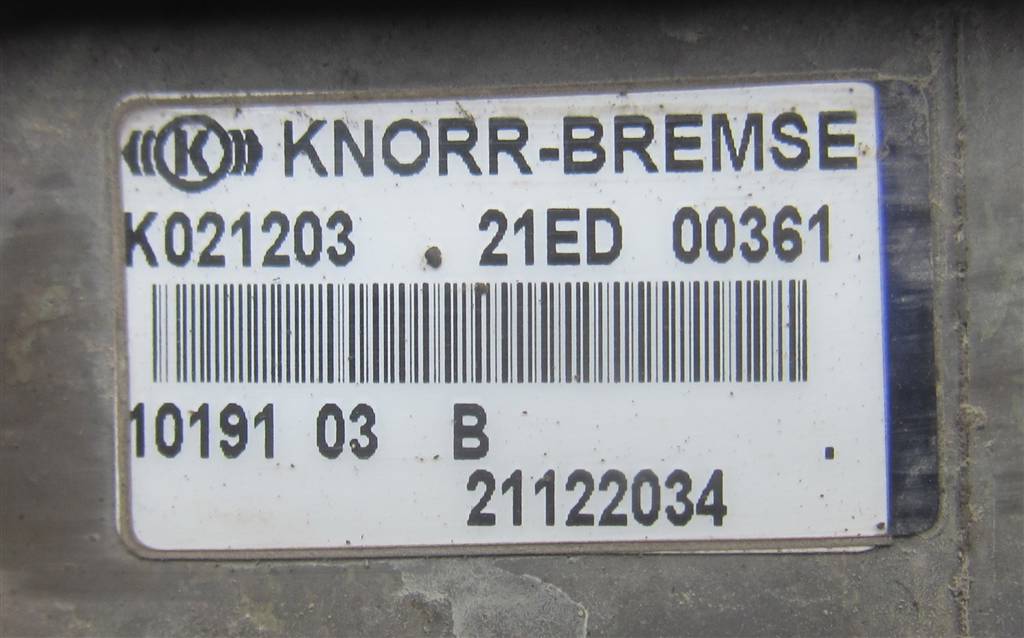 KNORR-BREMSE
K021203 21ED 00361
10191 03 B .
21122034